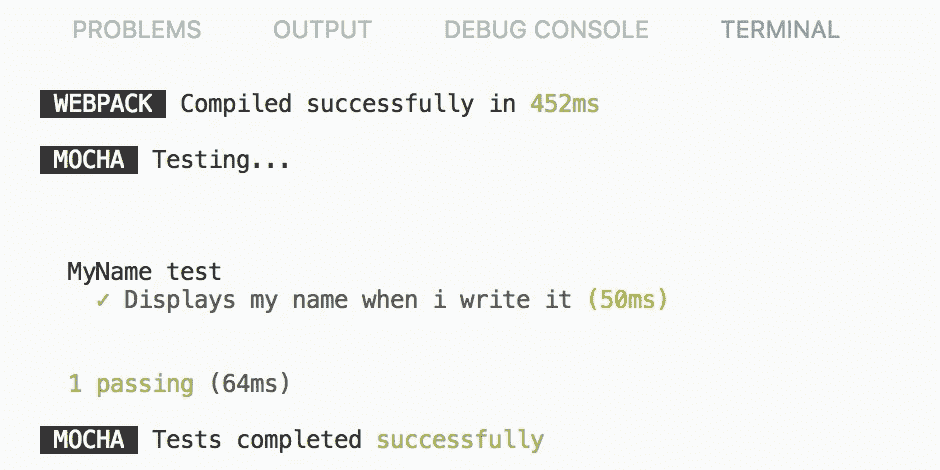 PROBLEMS OUTPUT DEBUG CONSOLE TERMINAL
WEBPACK Compiled successfully in 452ms
MOCHA Testing...
MyName test
✓ Displays my name when i write it (50ms)
1 passing (64ms)
MOCHA Tests completed successfully